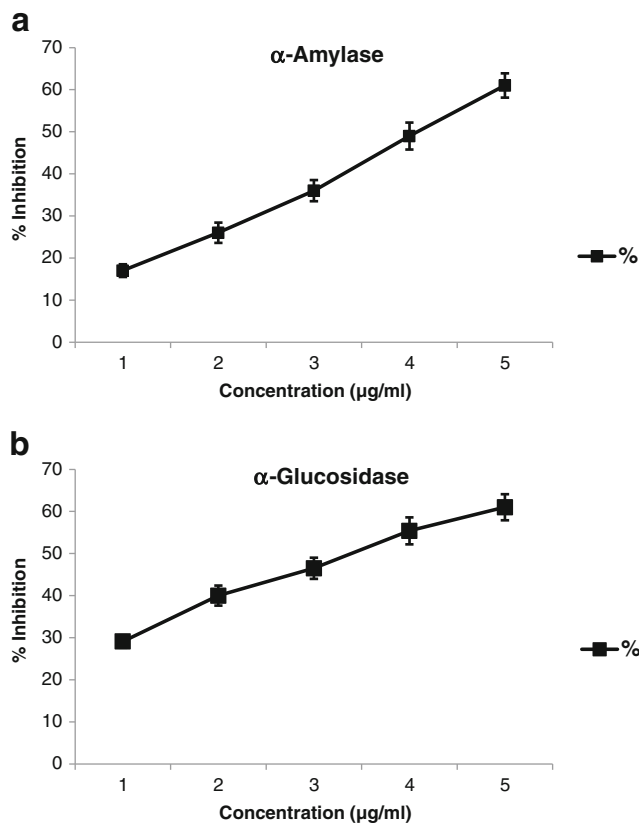 a
α-Amylase
70
60
50
40
30
20
10
0
% Inhibition
1 2 3 4 5
Concentration (µg/ml)
%
b
α-Glucosidase
70
60
50
40
30
20
10
0
% Inhibition
1 2 3 4 5
Concentration (µg/ml)
%